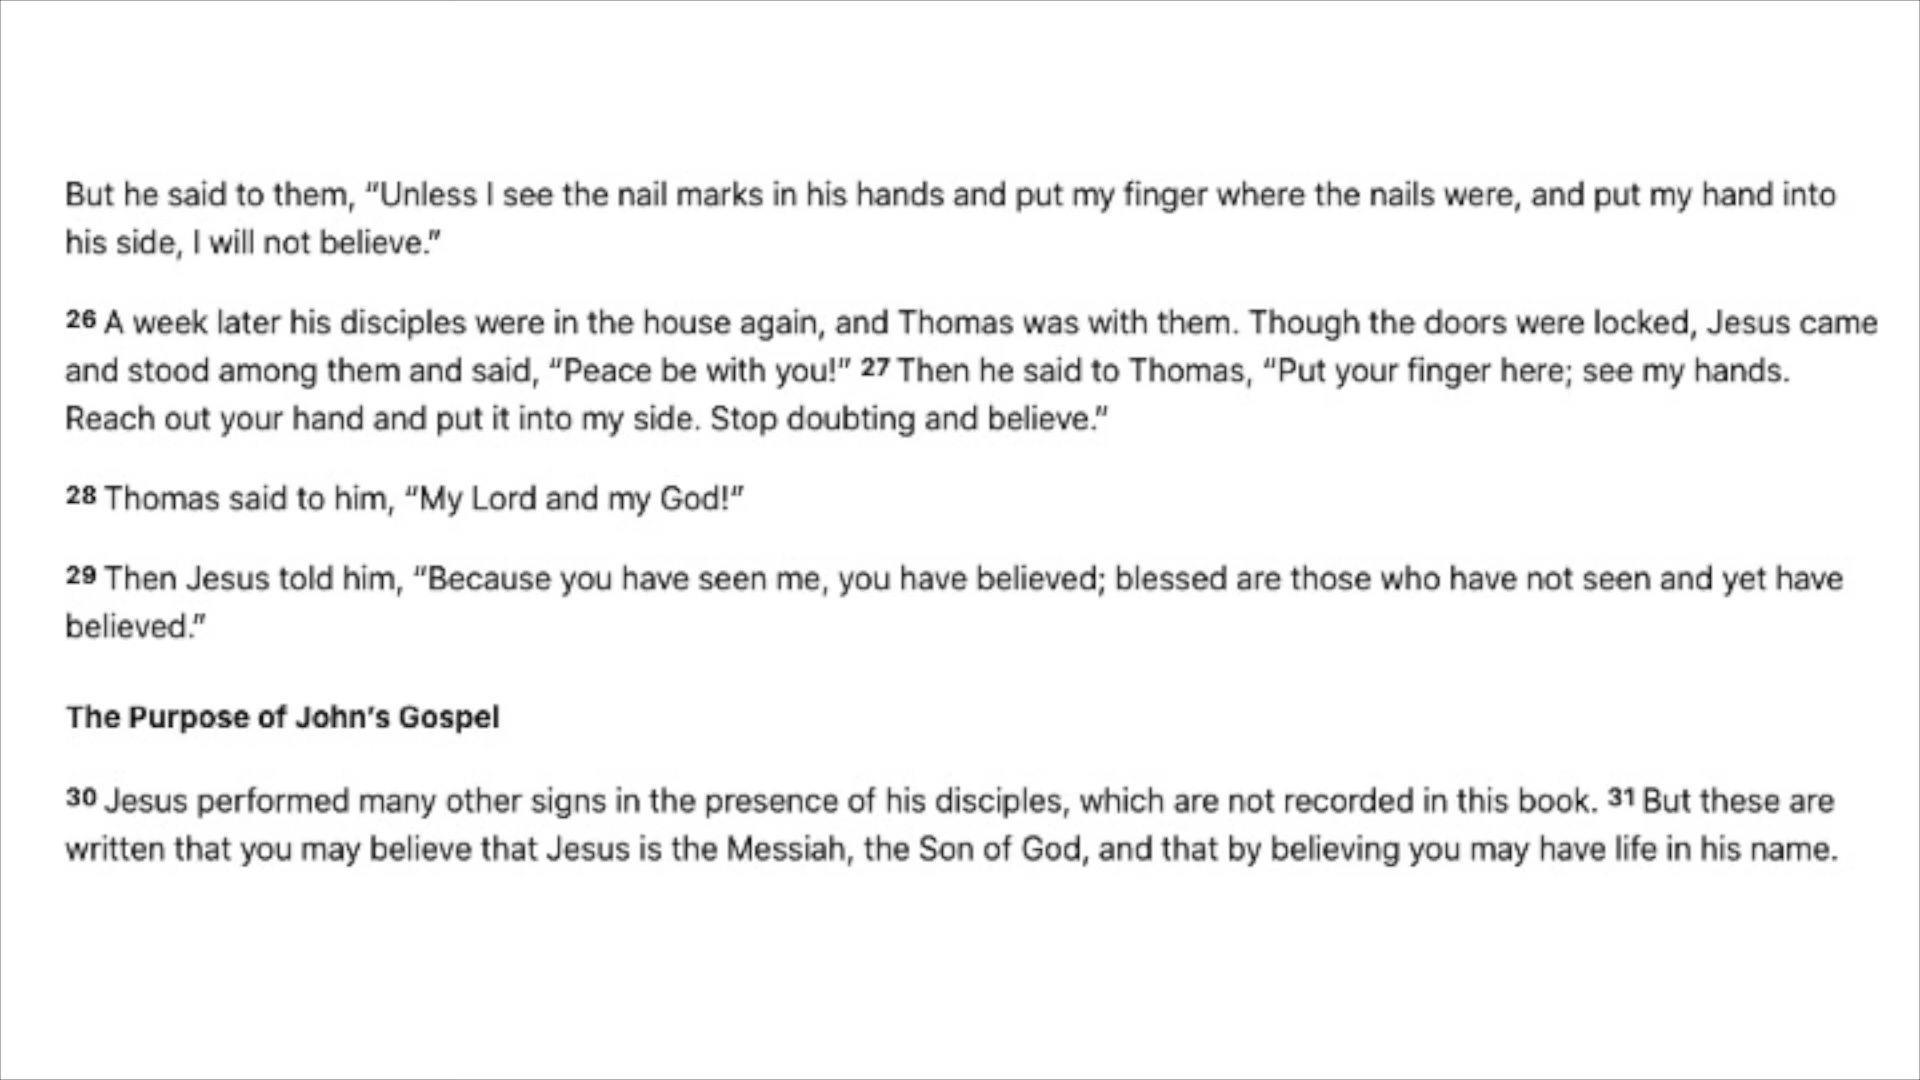 But he said to them, “Unless I see the nail marks in his hands and put my finger where the nails were, and put my hand into
his side, I will not believe.”
26 A week later his disciples were in the house again, and Thomas was with them. Though the doors were locked, Jesus came
and stood among them and said, “Peace be with you!” 27 Then he said to Thomas, “Put your finger here; see my hands.
Reach out your hand and put it into my side. Stop doubting and believe.”
28 Thomas said to him, “My Lord and my God!”
29 Then Jesus told him, “Because you have seen me, you have believed; blessed are those who have not seen and yet have
believed.”
The Purpose of John’s Gospel
30 Jesus performed many other signs in the presence of his disciples, which are not recorded in this book. 31 But these are
written that you may believe that Jesus is the Messiah, the Son of God, and that by believing you may have life in his name.